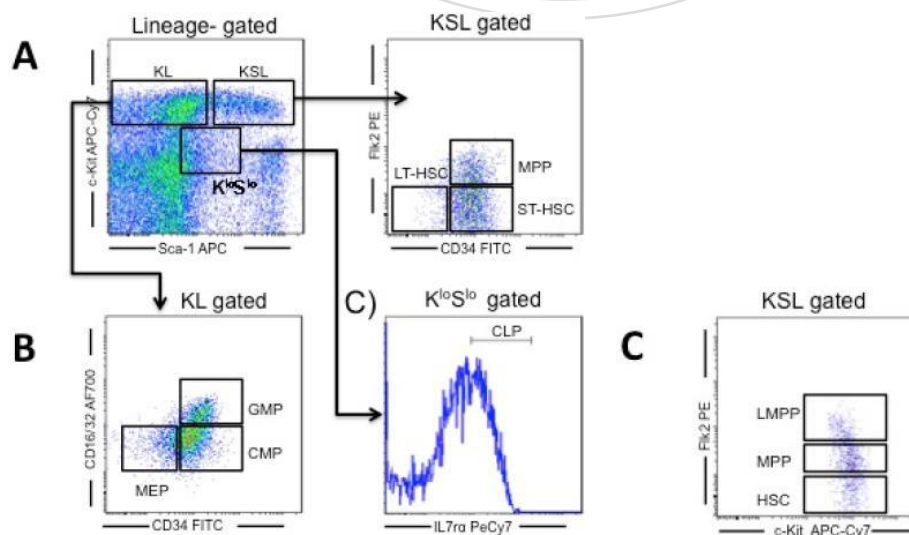 A
Lineage- gated
KL
KSL
KˡᵒSˡᵒ
c-Kit APC-Cy7
Sca-1 APC
KSL gated
LT-HSC
MPP
ST-HSC
Flk2 PE
CD34 FITC
B
KL gated
GMP
CMP
MEP
CD16/32 AF700
CD34 FITC
C)
KˡᵒSˡᵒ gated
CLP
IL7rα PeCy7
C
KSL gated
LMPP
MPP
HSC
Flk2 PE
c-Kit APC-Cy7